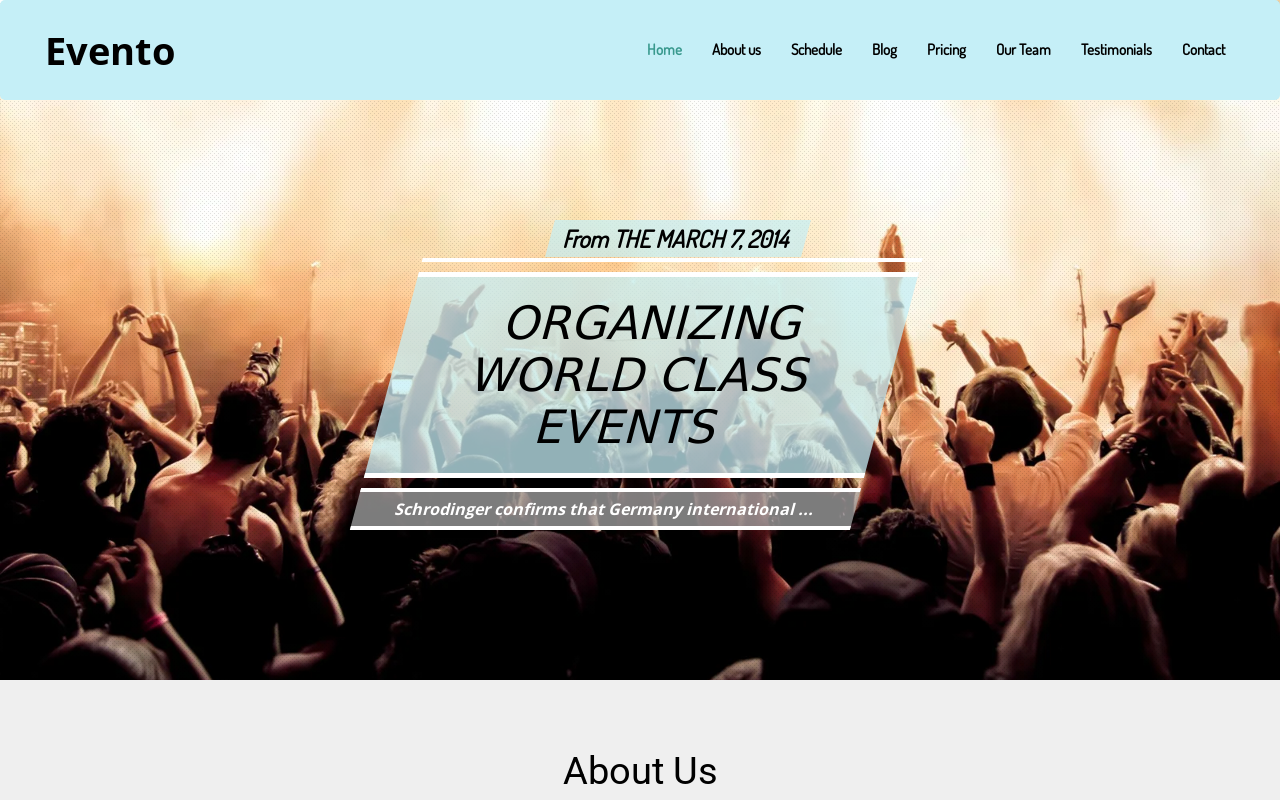 Evento
Home About us Schedule Blog Pricing Our Team Testimonials Contact
From THE MARCH 7, 2014
ORGANIZING
WORLD CLASS
EVENTS
Schrodinger confirms that Germany international ...
About Us